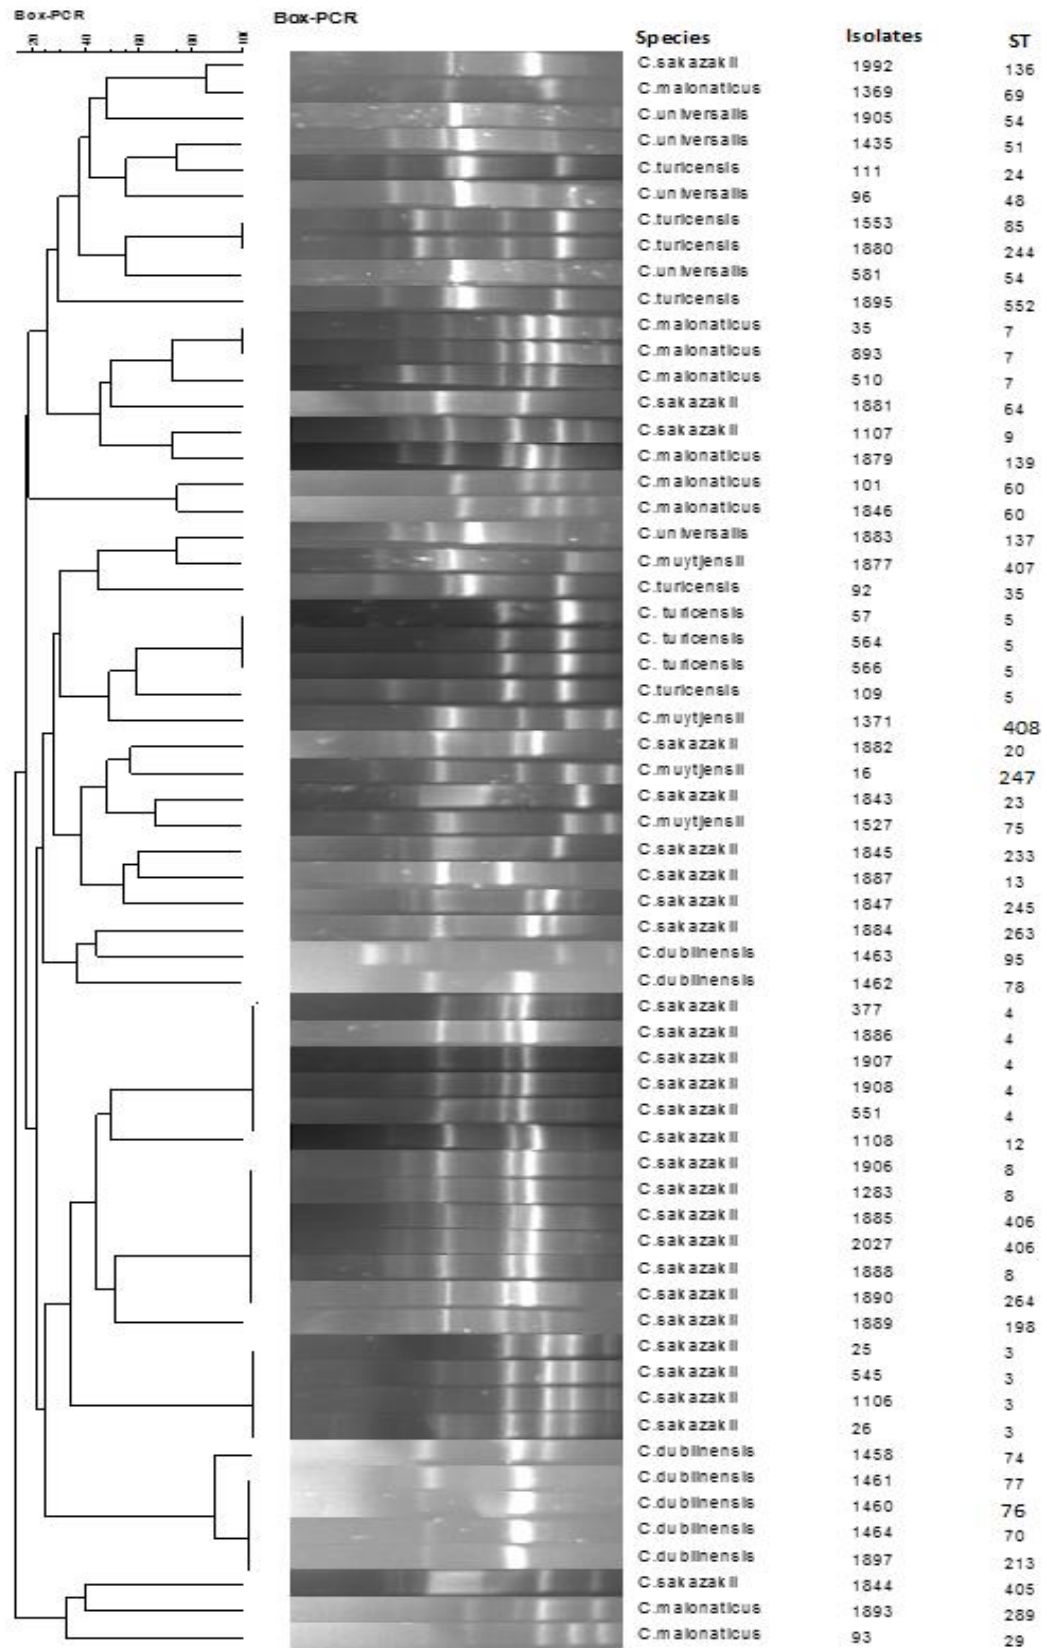 Box-PCR
Box-PCR
20 40 60 80 100
Species Isolates ST
C.sakazakii 1992 136
C.malonaticus 1369 69
C.universalis 1905 54
C.universalis 1435 51
C.turicensis 111 24
C.universalis 96 48
C.turicensis 1553 85
C.turicensis 1880 244
C.universalis 581 54
C.turicensis 1895 552
C.malonaticus 35 7
C.malonaticus 893 7
C.malonaticus 510 7
C.sakazakii 1881 64
C.sakazakii 1107 9
C.malonaticus 1879 139
C.malonaticus 101 60
C.malonaticus 1846 60
C.universalis 1883 137
C.muytjensii 1877 407
C.turicensis 92 35
C. turicensis 57 5
C. turicensis 564 5
C. turicensis 566 5
C.turicensis 109 5
C.muytjensii 1371 408
C.sakazakii 1882 20
C.muytjensii 16 247
C.sakazakii 1843 23
C.muytjensii 1527 75
C.sakazakii 1845 233
C.sakazakii 1887 13
C.sakazakii 1847 245
C.sakazakii 1884 263
C.dublinensis 1463 95
C.dublinensis 1462 78
C.sakazakii 377 4
C.sakazakii 1886 4
C.sakazakii 1907 4
C.sakazakii 1908 4
C.sakazakii 551 4
C.sakazakii 1108 12
C.sakazakii 1906 8
C.sakazakii 1283 8
C.sakazakii 1885 406
C.sakazakii 2027 406
C.sakazakii 1888 8
C.sakazakii 1890 264
C.sakazakii 1889 198
C.sakazakii 25 3
C.sakazakii 545 3
C.sakazakii 1106 3
C.sakazakii 26 3
C.dublinensis 1458 74
C.dublinensis 1461 77
C.dublinensis 1460 76
C.dublinensis 1464 70
C.dublinensis 1897 213
C.sakazakii 1844 405
C.malonaticus 1893 289
C.malonaticus 93 29